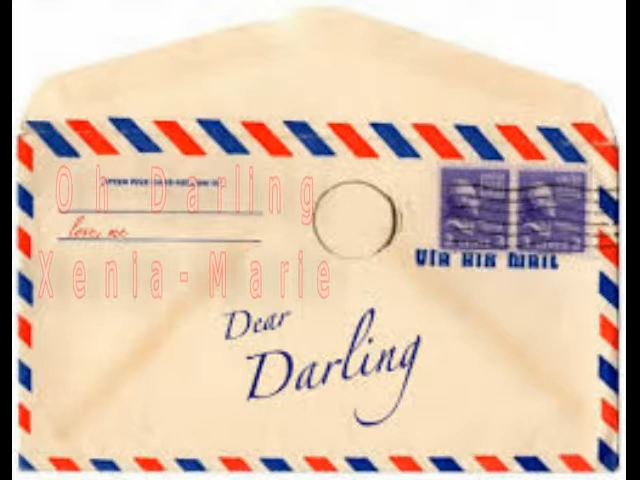 Oh Darling
love, me
Xenia-Marie
VIA AIR MAIL
Dear
Darling